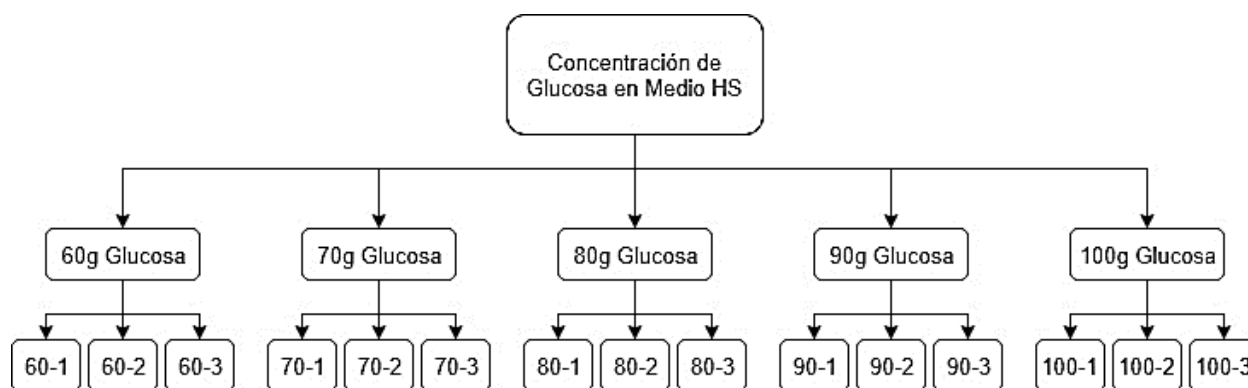 Concentración de
Glucosa en Medio HS
60g Glucosa
70g Glucosa
80g Glucosa
90g Glucosa
100g Glucosa
60-1
60-2
60-3
70-1
70-2
70-3
80-1
80-2
80-3
90-1
90-2
90-3
100-1
100-2
100-3